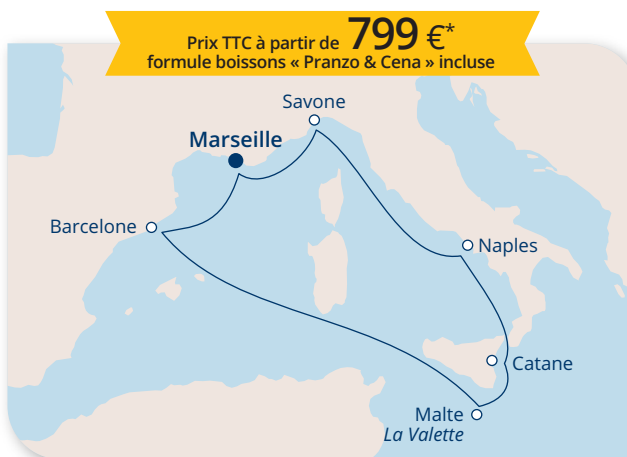 Prix TTC à partir de 799 €*
formule boissons « Pranzo & Cena » incluse
Savone
Marseille
Barcelone
Naples
Catane
Malte
La Valette